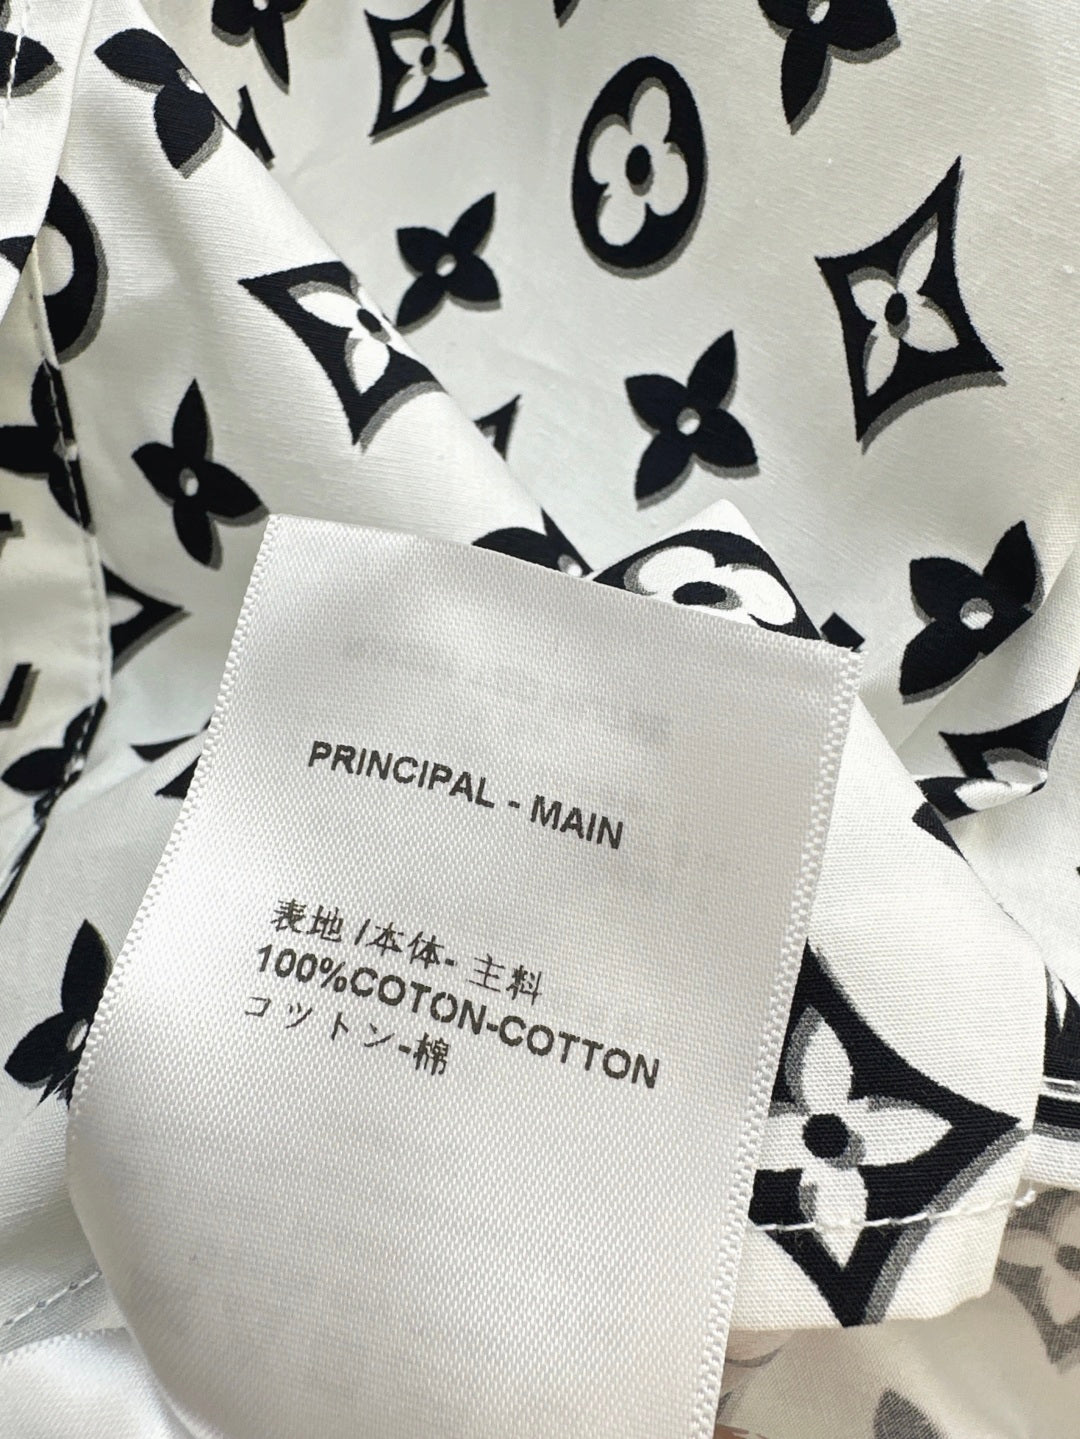 PRINCIPAL - MAIN
表地 /本体- 主料
100%COTON-COTTON
コットン-棉